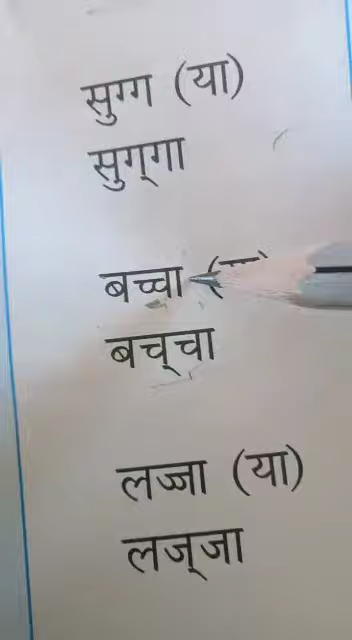 सुग्ग (या)
सुग्‌गा
बच्चा
बच्‌चा
लज्जा (या)
लज्‌जा